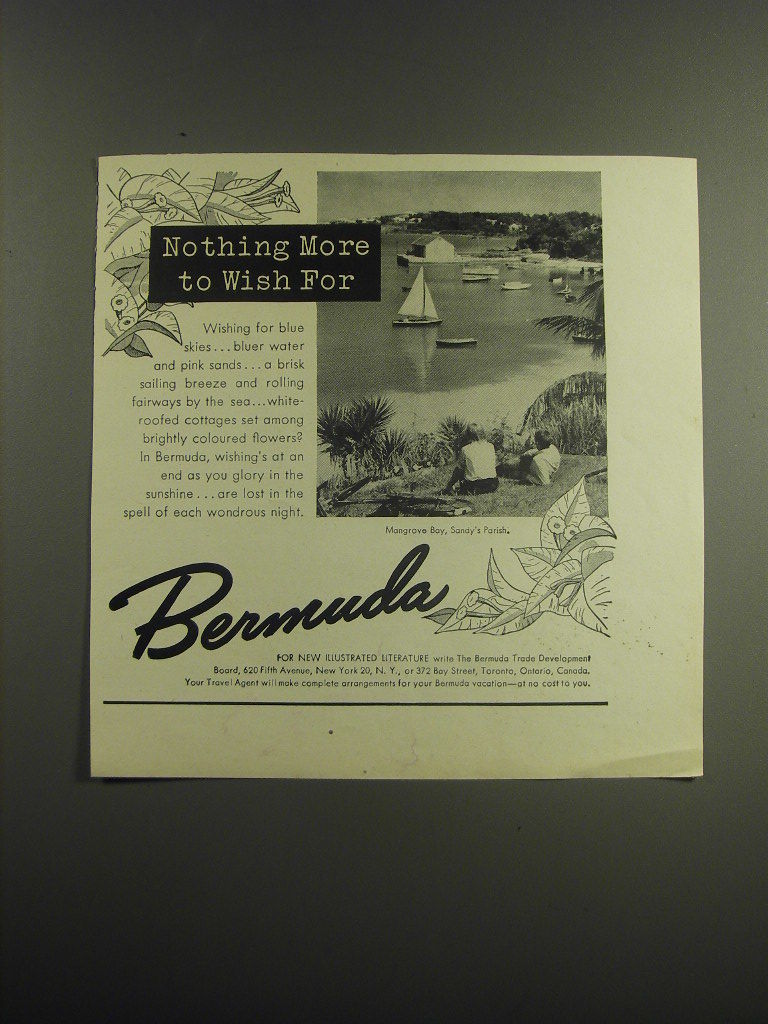 Nothing More
to Wish For
Wishing for blue
skies...bluer water
and pink sands...a brisk
sailing breeze and rolling
fairways by the sea...white-
roofed cottages set among
brightly coloured flowers?
In Bermuda, wishing's at an
end as you glory in the
sunshine...are lost in the
spell of each wondrous night.
Mangrove Bay, Sandy's Parish.
Bermuda
FOR NEW ILLUSTRATED LITERATURE write The Bermuda Trade Development
Board, 620 Fifth Avenue, New York 20, N. Y., or 372 Bay Street, Toronto, Ontario, Canada.
Your Travel Agent will make complete arrangements for your Bermuda vacation—at no cost to you.